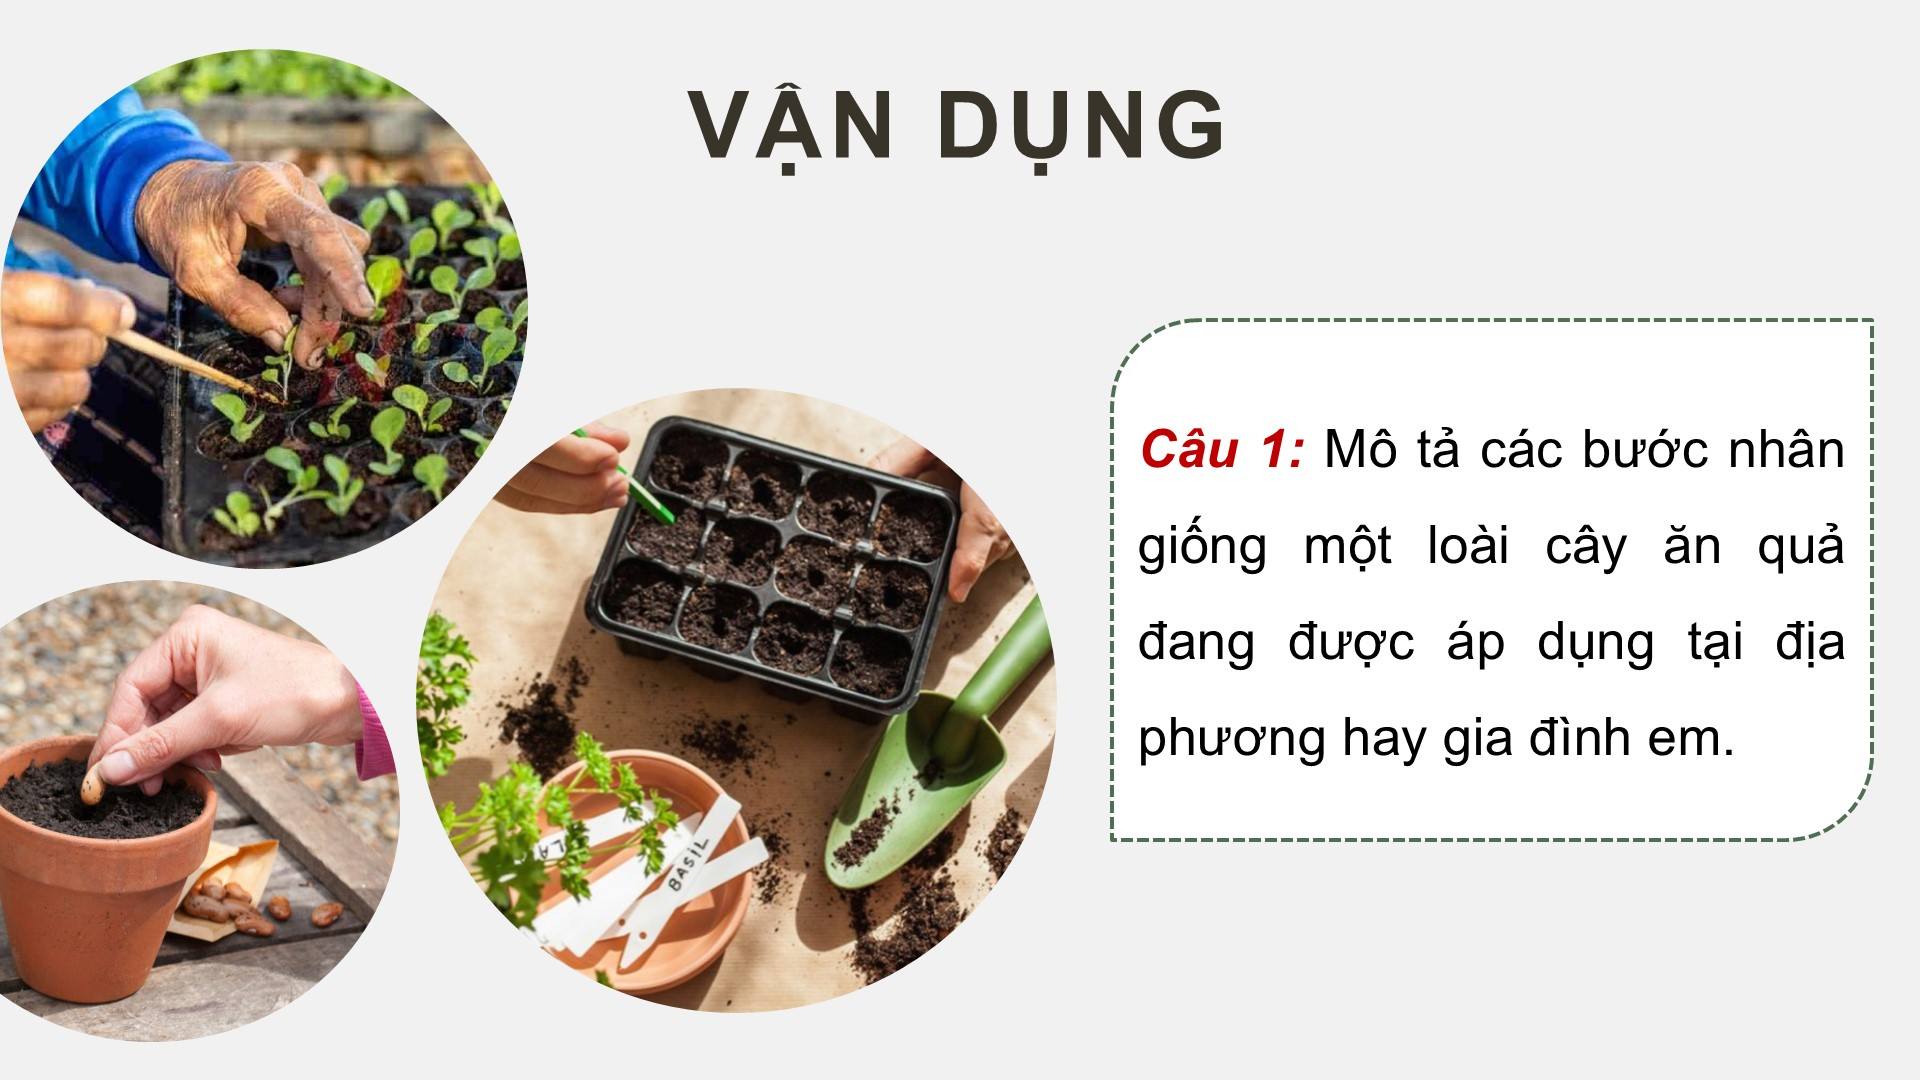 VẬN DỤNG
Câu 1: Mô tả các bước nhân
giống một loài cây ăn quả
đang được áp dụng tại địa
phương hay gia đình em.
LA
BASIL